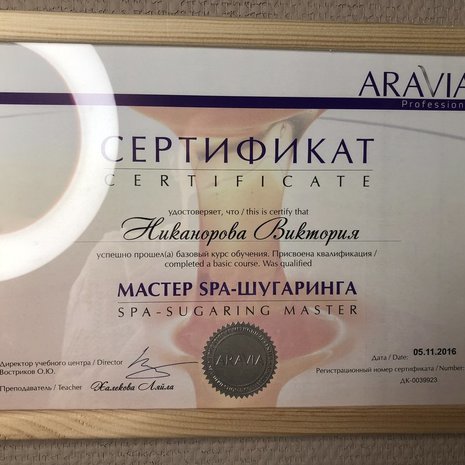 ARAVIA
Professional
СЕРТИФИКАТ
CERTIFICATE
удостоверяет, что / this is certify that
Никанорова Виктория
успешно прошел(а) базовый курс обучения. Присвоена квалификация /
completed a basic course. Was qualified
МАСТЕР SPA-ШУГАРИНГА
SPA-SUGARING MASTER
Директор учебного центра / Director
Востриков О.Ю.
Преподаватель / Teacher Халекова Ляйла
ARAVIA
Дата / Date: 05.11.2016
Регистрационный номер сертификата / Number:
ДК-0039923